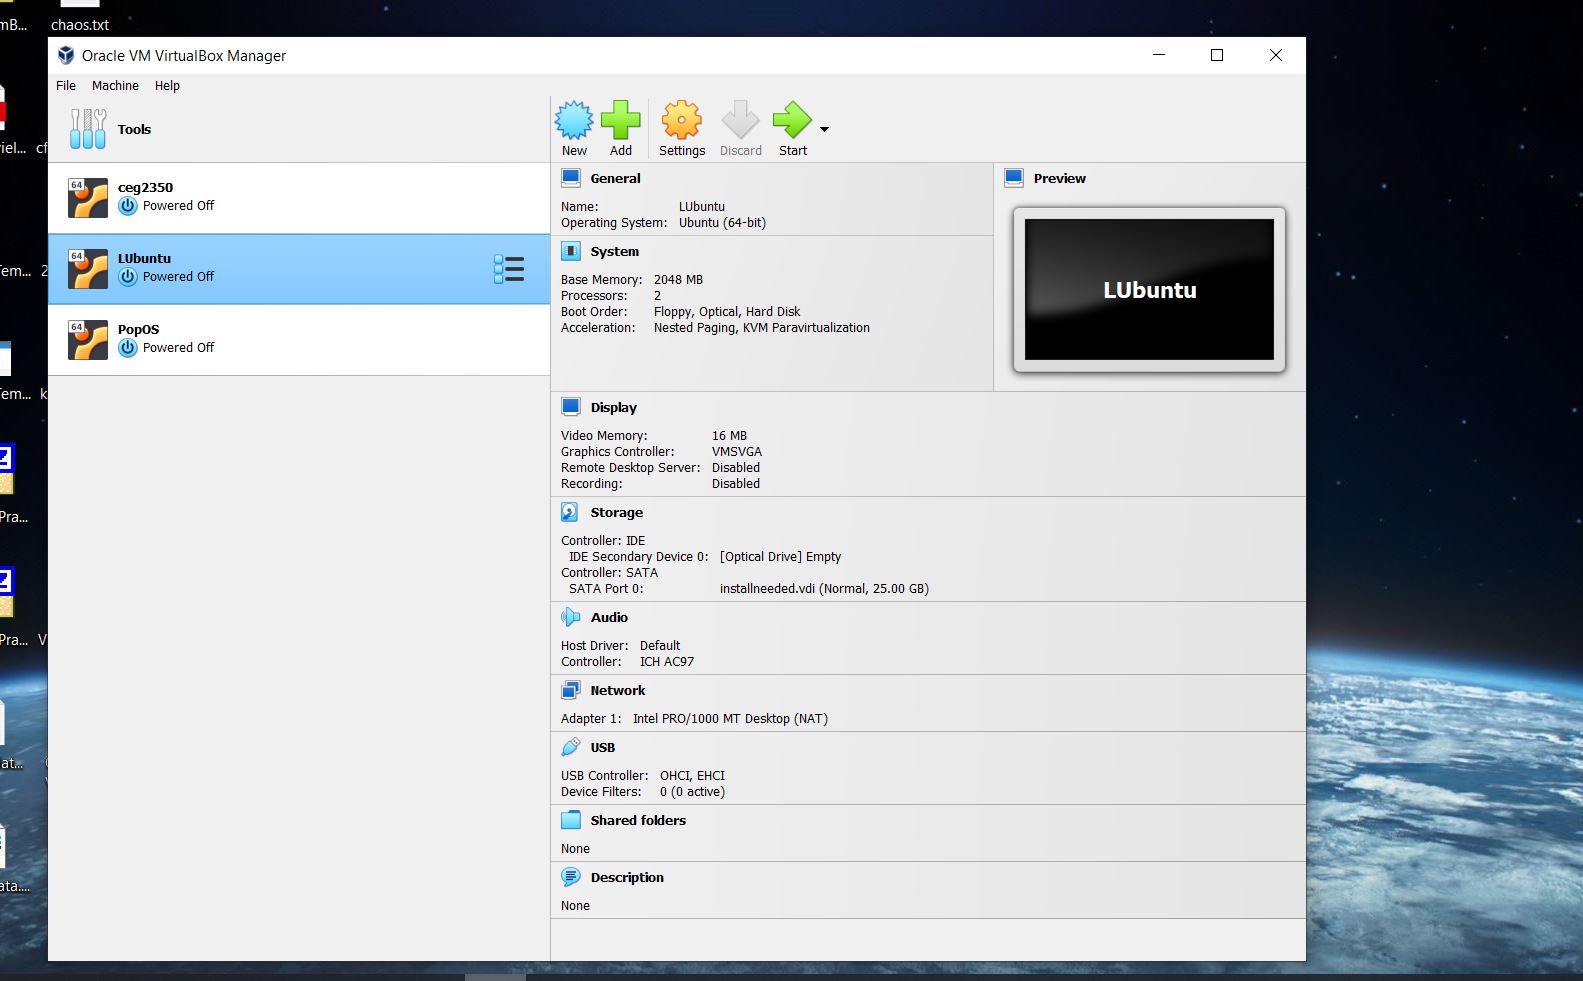 mB...
chaos.txt
Oracle VM VirtualBox Manager
File Machine Help
Tools
New Add Settings Discard Start
64
ceg2350
Powered Off
64
LUbuntu
Powered Off
64
PopOS
Powered Off
General
Name: LUbuntu
Operating System: Ubuntu (64-bit)
Preview
LUbuntu
System
Base Memory: 2048 MB
Processors: 2
Boot Order: Floppy, Optical, Hard Disk
Acceleration: Nested Paging, KVM Paravirtualization
Display
Video Memory: 16 MB
Graphics Controller: VMSVGA
Remote Desktop Server: Disabled
Recording: Disabled
Storage
Controller: IDE
IDE Secondary Device 0: [Optical Drive] Empty
Controller: SATA
SATA Port 0: installneeded.vdi (Normal, 25.00 GB)
Audio
Host Driver: Default
Controller: ICH AC97
Network
Adapter 1: Intel PRO/1000 MT Desktop (NAT)
USB
USB Controller: OHCI, EHCI
Device Filters: 0 (0 active)
Shared folders
None
Description
None
iel... cf
em... 2
em... k
Pra...
Pra... V
at...
ata....